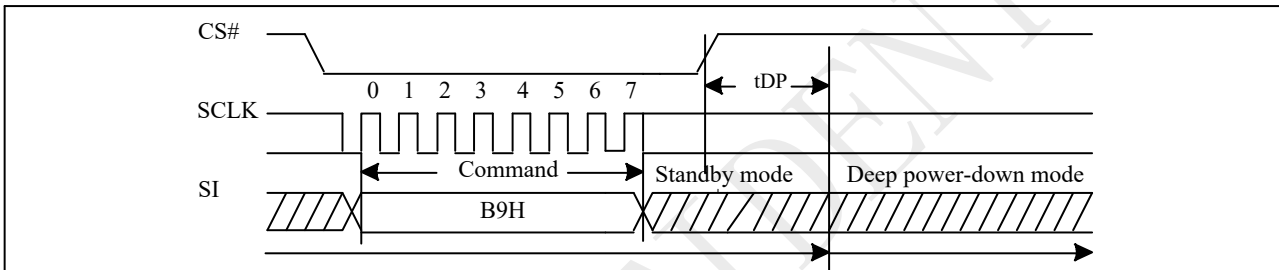 CS#
tDP
0 1 2 3 4 5 6 7
SCLK
Command
Standby mode
Deep power-down mode
SI
B9H